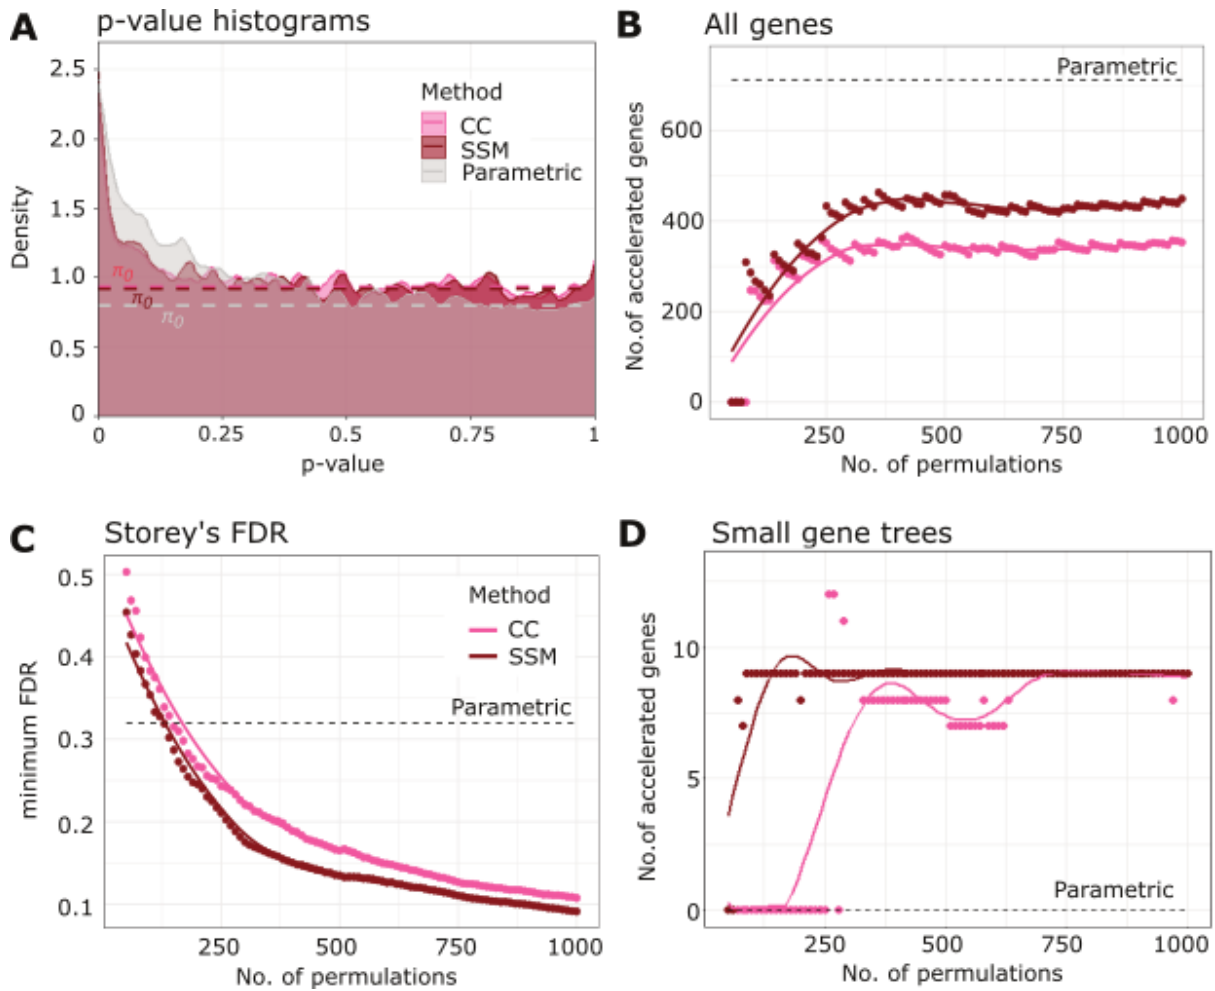 A
p-value histograms
2.5
2.0
1.5
1.0
0.5
0
Density
Method
CC
SSM
Parametric
π0
π0
π0
0
0.25
0.5
0.75
1
p-value
B
All genes
Parametric
600
400
200
0
No.of accelerated genes
250
500
750
1000
No. of permulations
C
Storey's FDR
0.5
0.4
0.3
0.2
0.1
minimum FDR
Method
CC
SSM
Parametric
250
500
750
1000
No. of permulations
D
Small gene trees
10
5
0
No.of accelerated genes
Parametric
250
500
750
1000
No. of permulations